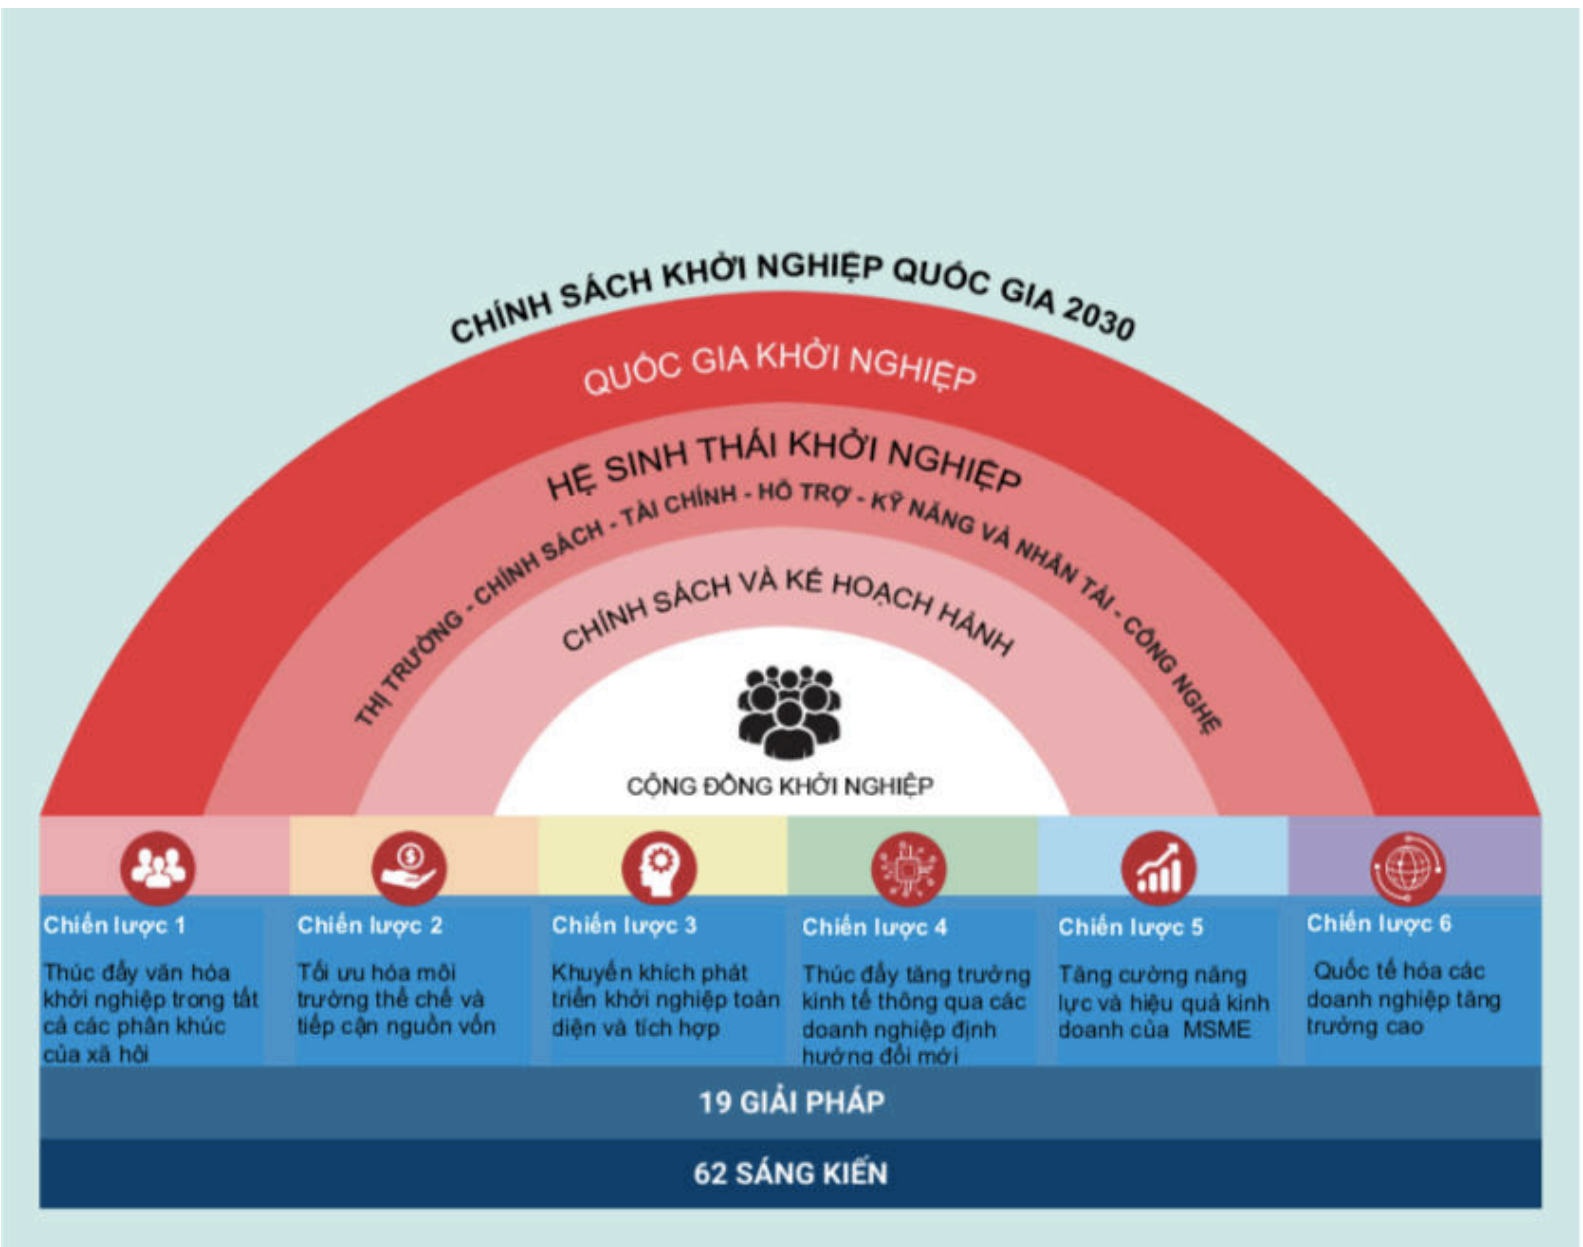 CHÍNH SÁCH KHỞI NGHIỆP QUỐC GIA 2030
QUỐC GIA KHỞI NGHIỆP
HỆ SINH THÁI KHỞI NGHIỆP
THỊ TRƯỜNG - CHÍNH SÁCH - TÀI CHÍNH - HỖ TRỢ - KỸ NĂNG VÀ NHÂN TÀI - CÔNG NGHỆ
CHÍNH SÁCH VÀ KẾ HOẠCH HÀNH
CỘNG ĐỒNG KHỞI NGHIỆP
Chiến lược 1
Thúc đẩy văn hóa
khởi nghiệp trong tất
cả các phân khúc
của xã hội
Chiến lược 2
Tối ưu hóa môi
trường thể chế và
tiếp cận nguồn vốn
Chiến lược 3
Khuyến khích phát
triển khởi nghiệp toàn
diện và tích hợp
Chiến lược 4
Thúc đẩy tăng trưởng
kinh tế thông qua các
doanh nghiệp định
hướng đổi mới
Chiến lược 5
Tăng cường năng
lực và hiệu quả kinh
doanh của MSME
Chiến lược 6
Quốc tế hóa các
doanh nghiệp tăng
trưởng cao
19 GIẢI PHÁP
62 SÁNG KIẾN